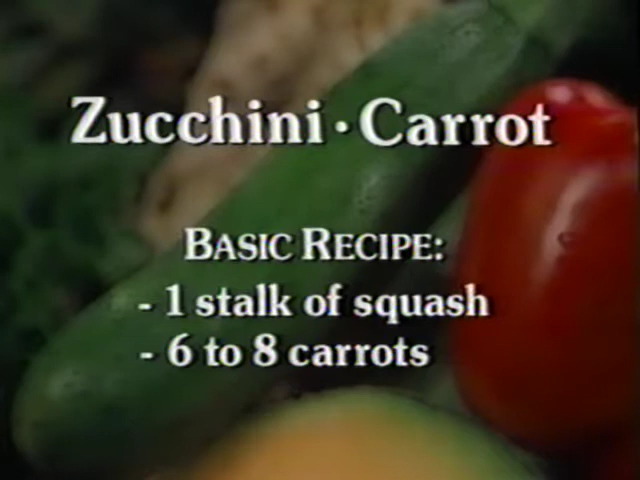 Zucchini · Carrot
BASIC RECIPE:
- 1 stalk of squash
- 6 to 8 carrots